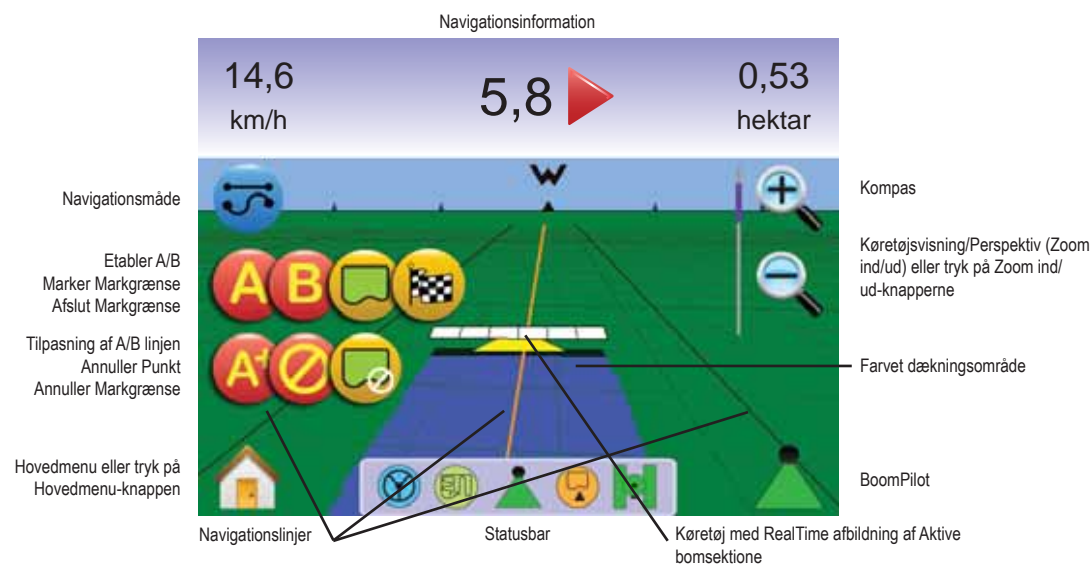 Navigationsinformation
14,6
km/h
5,8
0,53
hektar
W
Navigationsmåde
Kompas
Etabler A/B
Marker Markgrænse
Afslut Markgrænse
A B
Køretøjsvisning/Perspektiv (Zoom
ind/ud) eller tryk på Zoom ind/
ud-knapperne
Tilpasning af A/B linjen
Annuller Punkt
Annuller Markgrænse
A+
Farvet dækningsområde
Hovedmenu eller tryk på
Hovedmenu-knappen
BoomPilot
Navigationslinjer
Statusbar
Køretøj med RealTime afbildning af Aktive
bomsektione